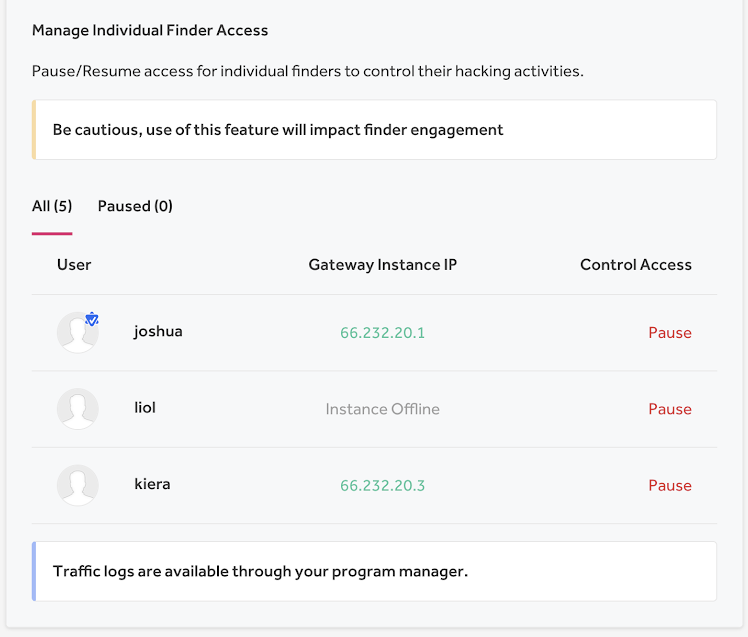 Manage Individual Finder Access
Pause/Resume access for individual finders to control their hacking activities.
Be cautious, use of this feature will impact finder engagement
All (5) Paused (0)
User Gateway Instance IP Control Access
joshua 66.232.20.1 Pause
liol Instance Offline Pause
kiera 66.232.20.3 Pause
Traffic logs are available through your program manager.